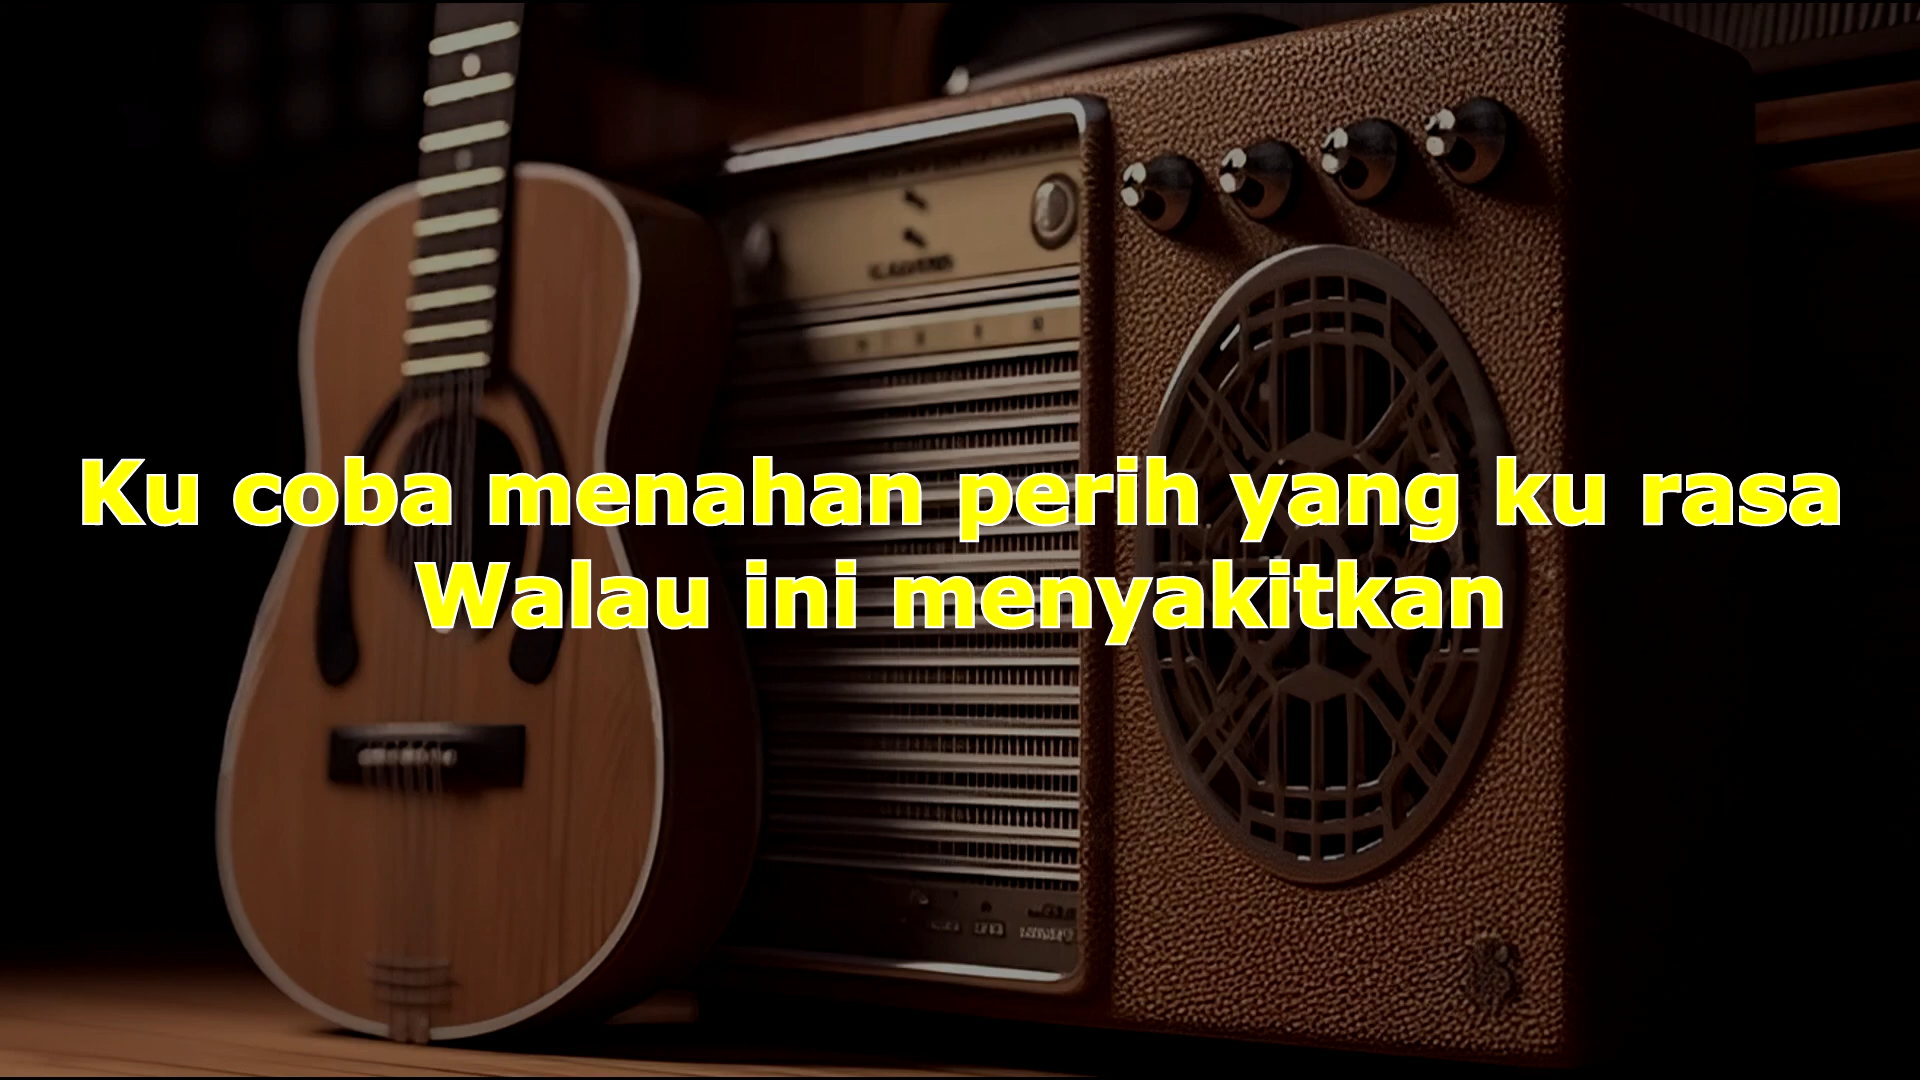 Ku coba menahan perih yang ku rasa
Walau ini menyakitkan